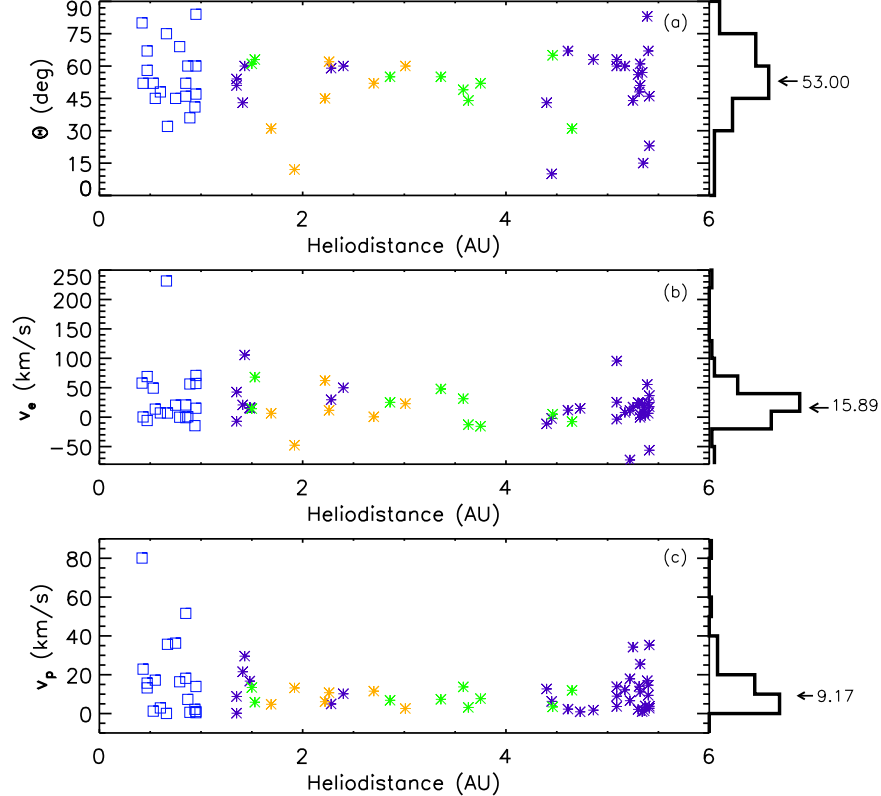 90
75
60
45
30
15
0
Θ (deg)
(a)
53.00
0 2 4 6
Heliodistance (AU)
250
200
150
100
50
0
−50
ve (km/s)
(b)
15.89
0 2 4 6
Heliodistance (AU)
80
60
40
20
0
vp (km/s)
(c)
9.17
0 2 4 6
Heliodistance (AU)